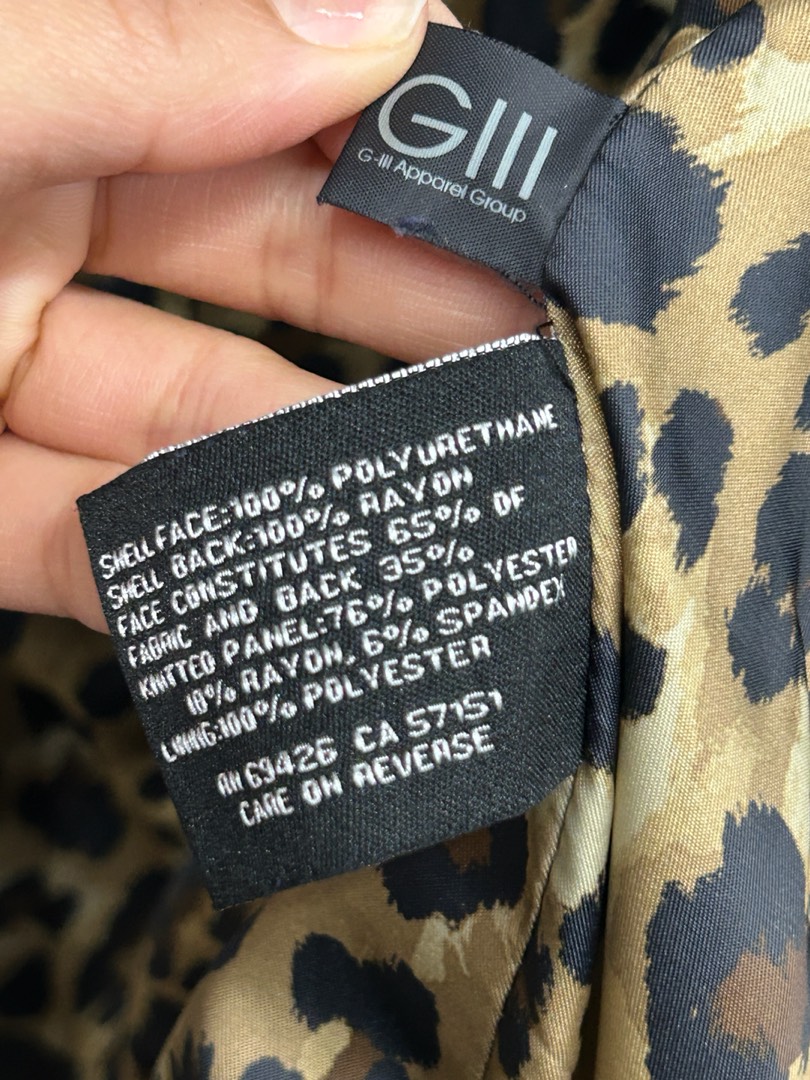 GIII
G-III Apparel Group
SHELL FACE:100% POLYURETHANE
SHELL BACK:100% RAYON
FACE CONSTITUTES 65% OF
FABRIC AND BACK 35%
KNITTED PANEL:76% POLYESTER
18% RAYON, 6% SPANDEX
LINING:100% POLYESTER
RN 69426 CA 57151
CARE ON REVERSE